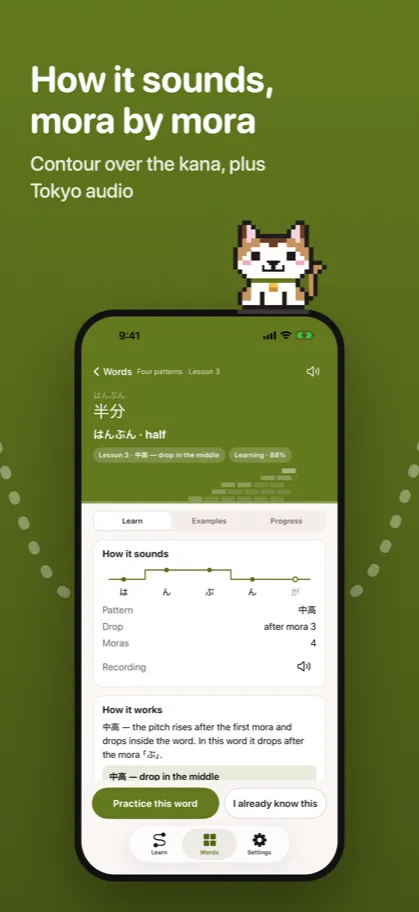 How it sounds,
mora by mora
Contour over the kana, plus
Tokyo audio
9:41
Words Four patterns · Lesson 3
はんぶん
半分
はんぶん · half
Lesson 3 · 中高 — drop in the middle Learning · 88%
Learn Examples Progress
How it sounds
は ん ぶ ん が
Pattern 中高
Drop after mora 3
Moras 4
Recording
How it works
中高 — the pitch rises after the first mora and
drops inside the word. In this word it drops after
the mora「ぶ」.
中高 — drop in the middle
Practice this word I already know this
Learn Words Settings